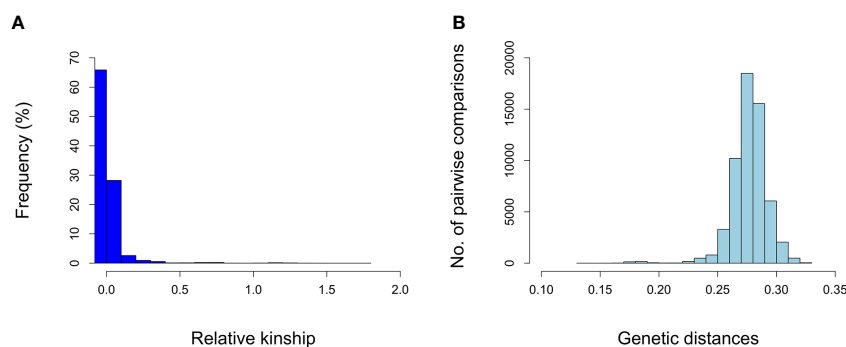 A
Frequency (%)
0 10 20 30 40 50 60 70
0.0 0.5 1.0 1.5 2.0
Relative kinship
B
No. of pairwise comparisons
0 5000 10000 15000 20000
0.10 0.15 0.20 0.25 0.30 0.35
Genetic distances